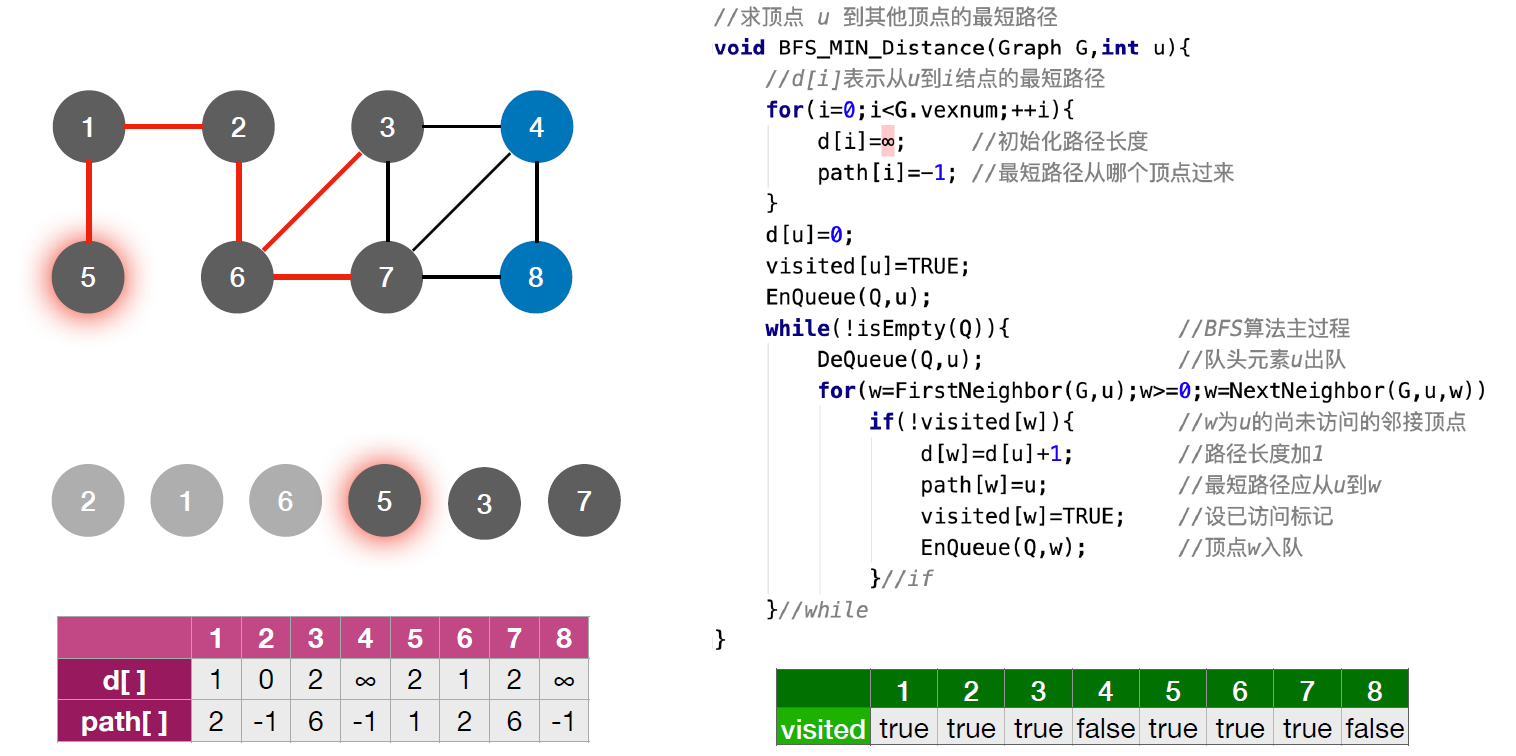 1 2 3 4
5 6 7 8
2 1 6 5 3 7
1 2 3 4 5 6 7 8
d[ ] 1 0 2 ∞ 2 1 2 ∞
path[ ] 2 -1 6 -1 1 2 6 -1
//求顶点 u 到其他顶点的最短路径
void BFS_MIN_Distance(Graph G,int u){
//d[i]表示从u到i结点的最短路径
for(i=0;i<G.vexnum;++i){
d[i]=∞; //初始化路径长度
path[i]=-1; //最短路径从哪个顶点过来
}
d[u]=0;
visited[u]=TRUE;
EnQueue(Q,u);
while(!isEmpty(Q)){ //BFS算法主过程
DeQueue(Q,u); //队头元素u出队
for(w=FirstNeighbor(G,u);w>=0;w=NextNeighbor(G,u,w))
if(!visited[w]){ //w为u的尚未访问的邻接顶点
d[w]=d[u]+1; //路径长度加1
path[w]=u; //最短路径应从u到w
visited[w]=TRUE; //设已访问标记
EnQueue(Q,w); //顶点w入队
}//if
}//while
}
1 2 3 4 5 6 7 8
visited true true true false true true true false